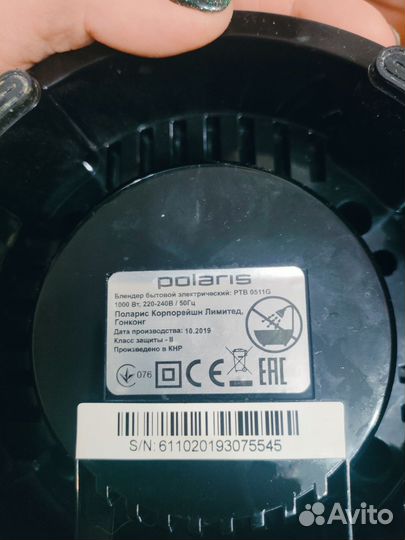 polaris
Блендер бытовой электрический: PTB 0511G
1000 Вт, 220-240В / 50Гц
Поларис Корпорейшн Лимитед,
Гонконг
Дата производства: 10.2019
Класс защиты - II
Произведено в КНР
076 CE EAC
S/N: 611020193075545
Avito